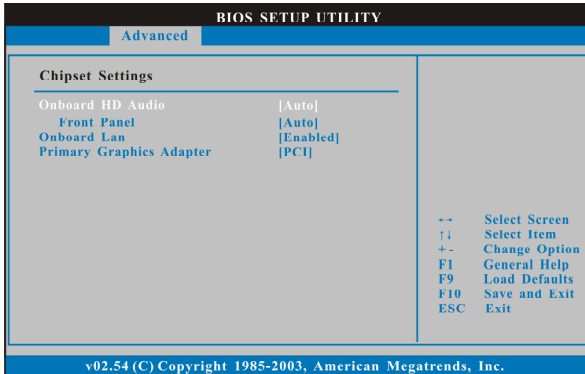 BIOS SETUP UTILITY
Advanced
Chipset Settings
Onboard HD Audio [Auto]
Front Panel [Auto]
Onboard Lan [Enabled]
Primary Graphics Adapter [PCI]
←→ Select Screen
↑↓ Select Item
+ - Change Option
F1 General Help
F9 Load Defaults
F10 Save and Exit
ESC Exit
v02.54 (C) Copyright 1985-2003, American Megatrends, Inc.